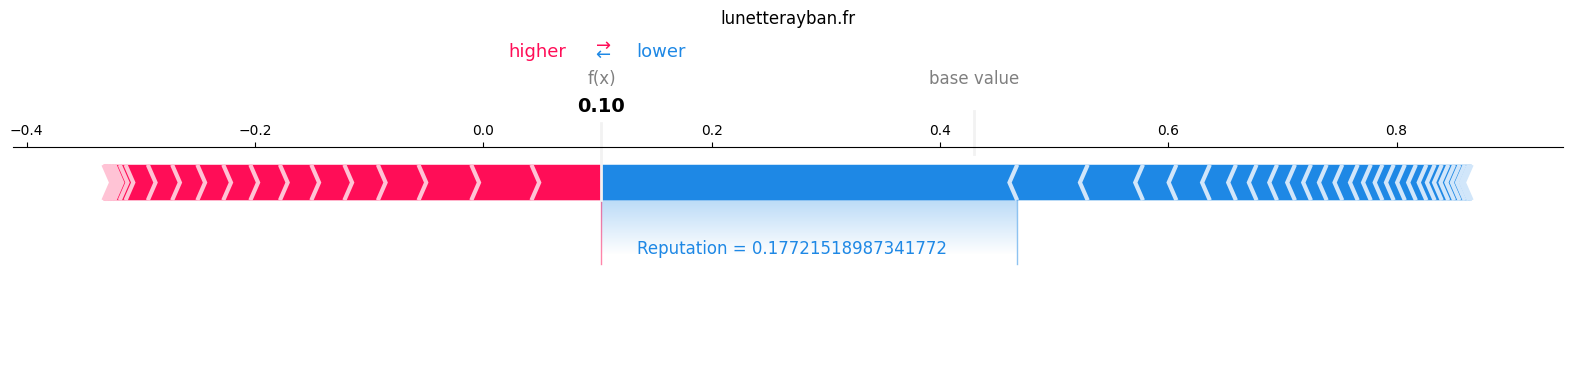 lunetterayban.fr
higher ⇄ lower
f(x) base value
0.10
−0.4 −0.2 0.0 0.2 0.4 0.6 0.8
Reputation = 0.17721518987341772